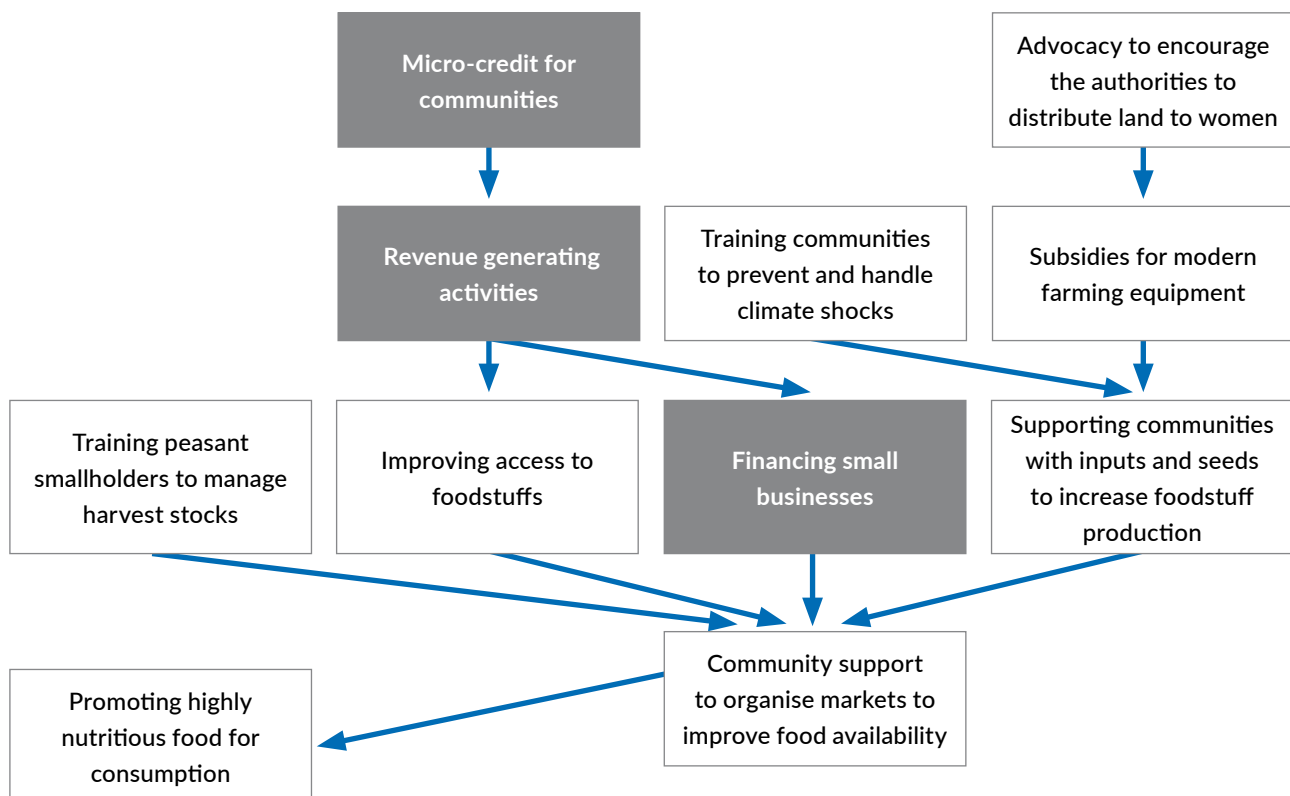 Micro-credit for
communities
Advocacy to encourage
the authorities to
distribute land to women
Revenue generating
activities
Training communities
to prevent and handle
climate shocks
Subsidies for modern
farming equipment
Training peasant
smallholders to manage
harvest stocks
Improving access to
foodstuffs
Financing small
businesses
Supporting communities
with inputs and seeds
to increase foodstuff
production
Community support
to organise markets to
improve food availability
Promoting highly
nutritious food for
consumption